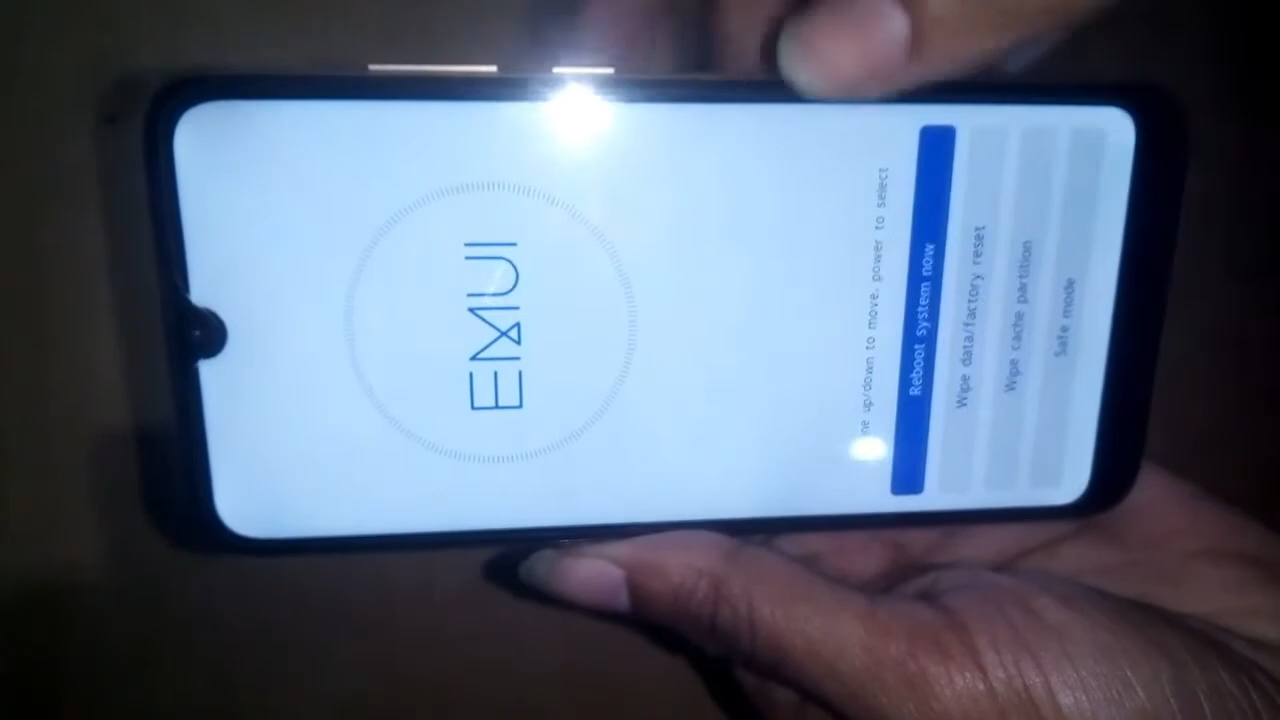 EMUI
up/down to move, power to select
Reboot system now
Wipe data/factory reset
Wipe cache partition
Safe mode